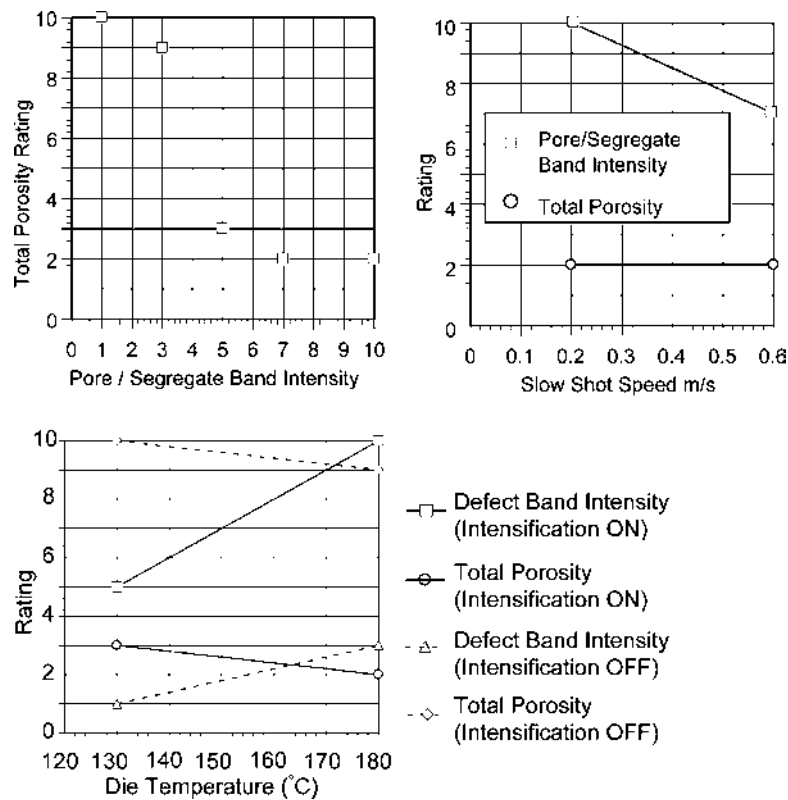 10
8
6
4
2
0
Total Porosity Rating
0 1 2 3 4 5 6 7 8 9 10
Pore / Segregate Band Intensity
10
8
6
4
2
0
Rating
Pore/Segregate
Band Intensity
Total Porosity
0 0.1 0.2 0.3 0.4 0.5 0.6
Slow Shot Speed m/s
10
8
6
4
2
0
Rating
120 130 140 150 160 170 180
Die Temperature (°C)
Defect Band Intensity
(Intensification ON)
Total Porosity
(Intensification ON)
Defect Band Intensity
(Intensification OFF)
Total Porosity
(Intensification OFF)